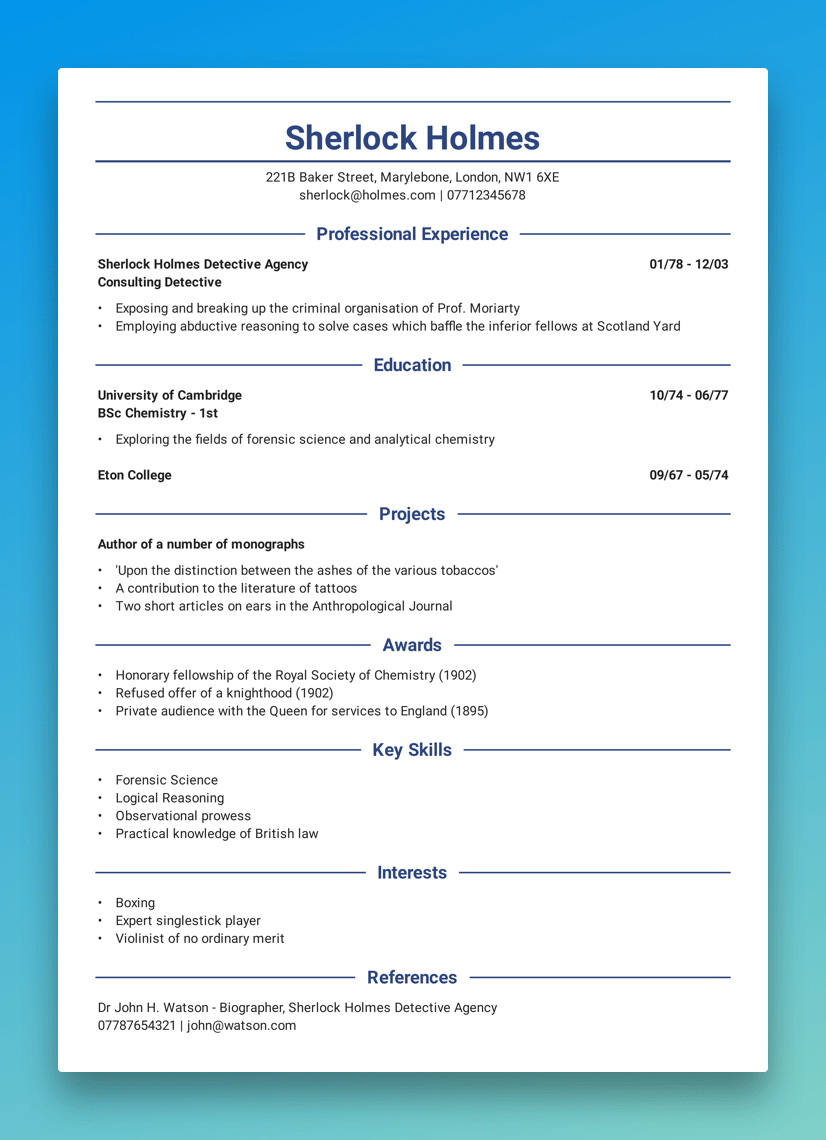 Sherlock Holmes
221B Baker Street, Marylebone, London, NW1 6XE
sherlock@holmes.com | 07712345678
Professional Experience
Sherlock Holmes Detective Agency 01/78 - 12/03
Consulting Detective
• Exposing and breaking up the criminal organisation of Prof. Moriarty
• Employing abductive reasoning to solve cases which baffle the inferior fellows at Scotland Yard
Education
University of Cambridge 10/74 - 06/77
BSc Chemistry - 1st
• Exploring the fields of forensic science and analytical chemistry
Eton College 09/67 - 05/74
Projects
Author of a number of monographs
• 'Upon the distinction between the ashes of the various tobaccos'
• A contribution to the literature of tattoos
• Two short articles on ears in the Anthropological Journal
Awards
• Honorary fellowship of the Royal Society of Chemistry (1902)
• Refused offer of a knighthood (1902)
• Private audience with the Queen for services to England (1895)
Key Skills
• Forensic Science
• Logical Reasoning
• Observational prowess
• Practical knowledge of British law
Interests
• Boxing
• Expert singlestick player
• Violinist of no ordinary merit
References
Dr John H. Watson - Biographer, Sherlock Holmes Detective Agency
07787654321 | john@watson.com